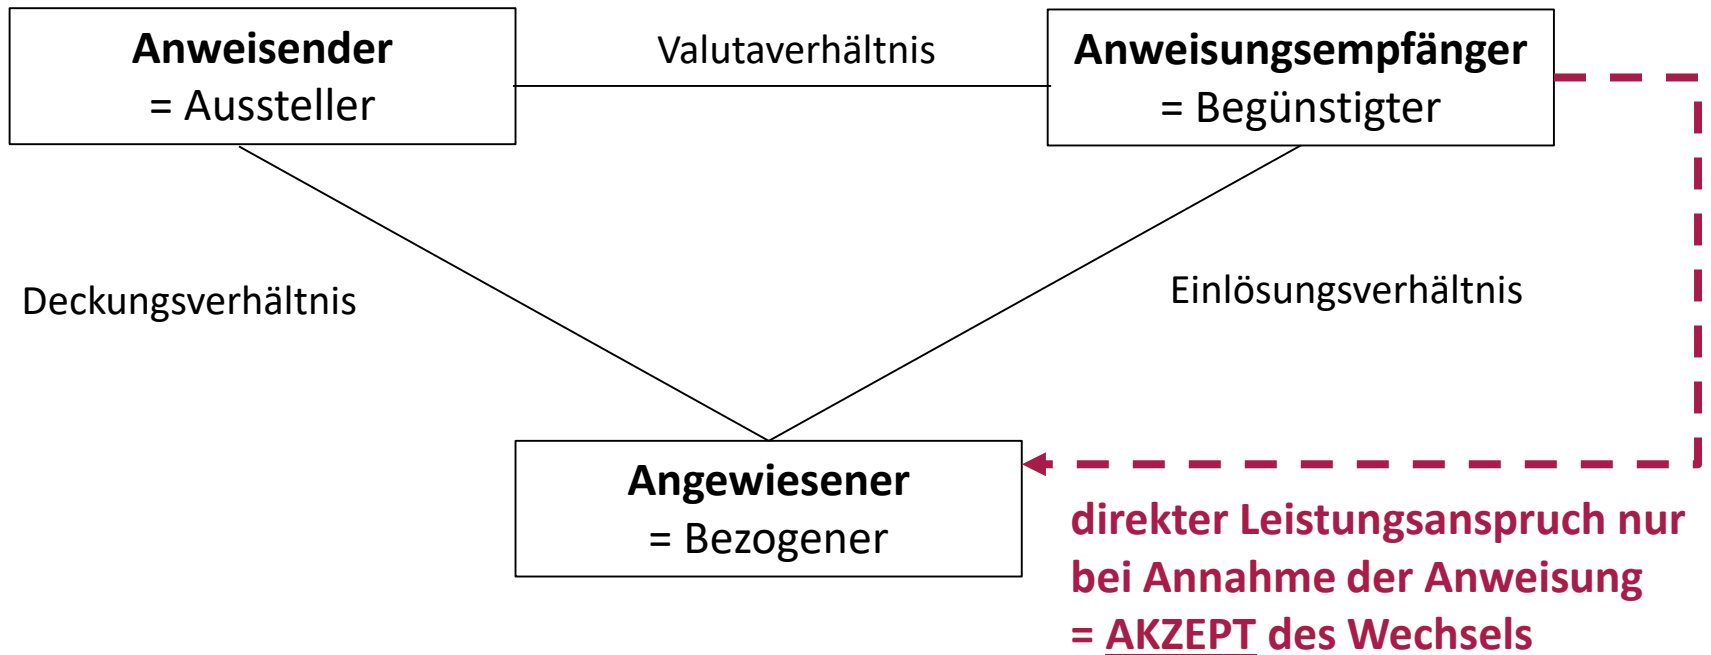 Anweisender
= Aussteller
Valutaverhältnis
Anweisungsempfänger
= Begünstigter
Deckungsverhältnis
Einlösungsverhältnis
Angewiesener
= Bezogener
direkter Leistungsanspruch nur
bei Annahme der Anweisung
= AKZEPT des Wechsels